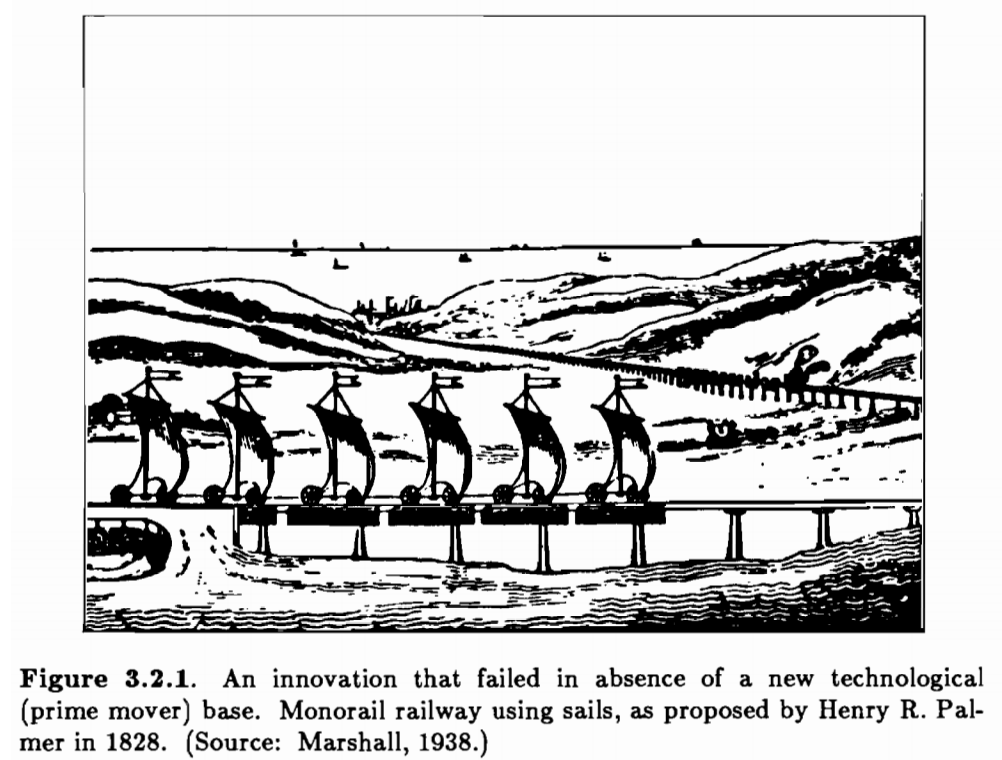 Figure 3.2.1. An innovation that failed in absence of a new technological
(prime mover) base. Monorail railway using sails, as proposed by Henry R. Pal-
mer in 1828. (Source: Marshall, 1938.)